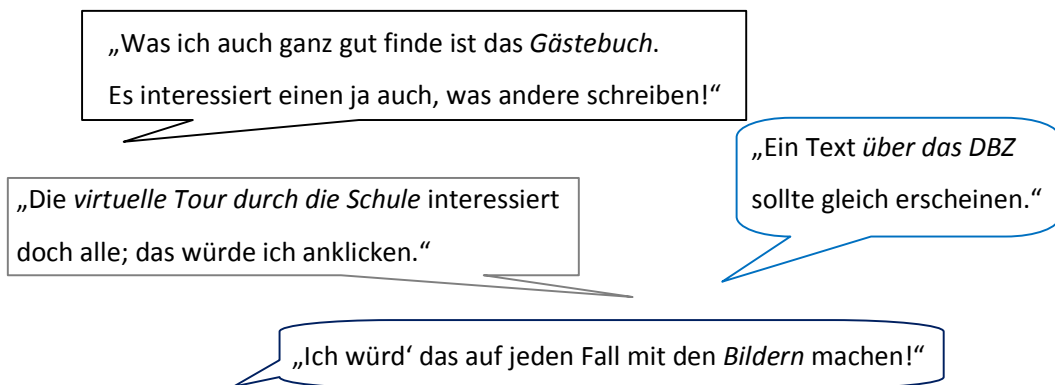 „Was ich auch ganz gut finde ist das Gästebuch.
Es interessiert einen ja auch, was andere schreiben!“
„Ein Text über das DBZ
sollte gleich erscheinen.“
„Die virtuelle Tour durch die Schule interessiert
doch alle; das würde ich anklicken.“
„Ich würd‘ das auf jeden Fall mit den Bildern machen!“